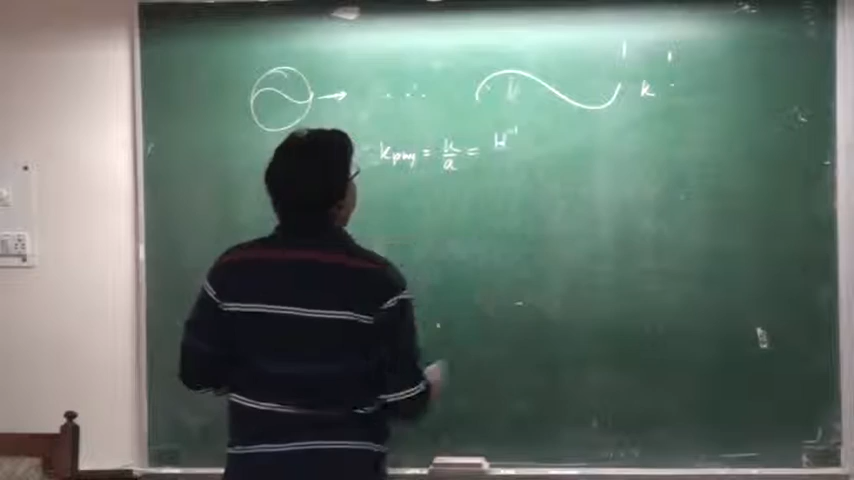 k
k_phy = k/a = H^-1